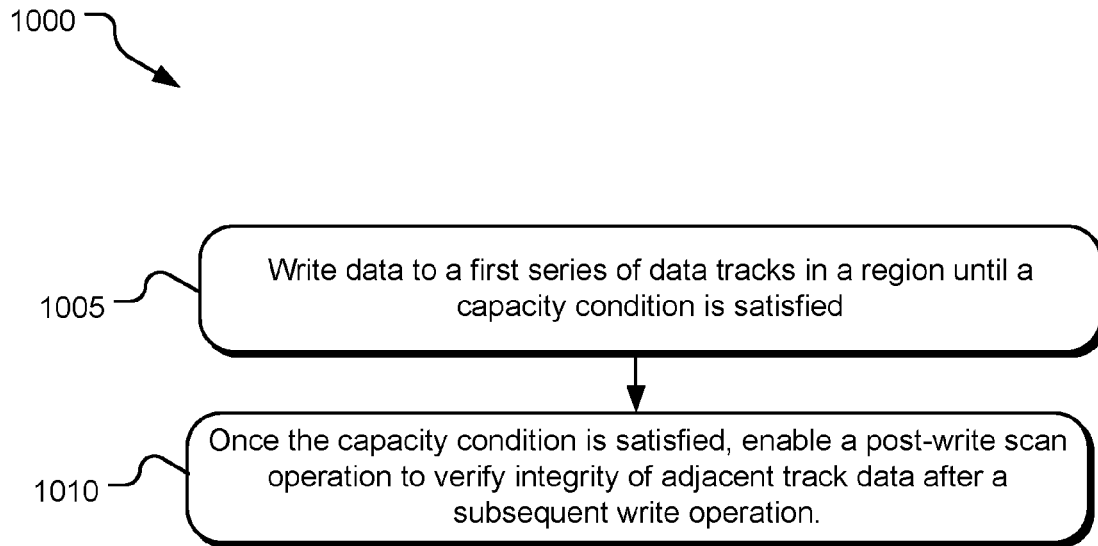 1000
Write data to a first series of data tracks in a region until a
capacity condition is satisfied
1005
Once the capacity condition is satisfied, enable a post-write scan
operation to verify integrity of adjacent track data after a
subsequent write operation.
1010